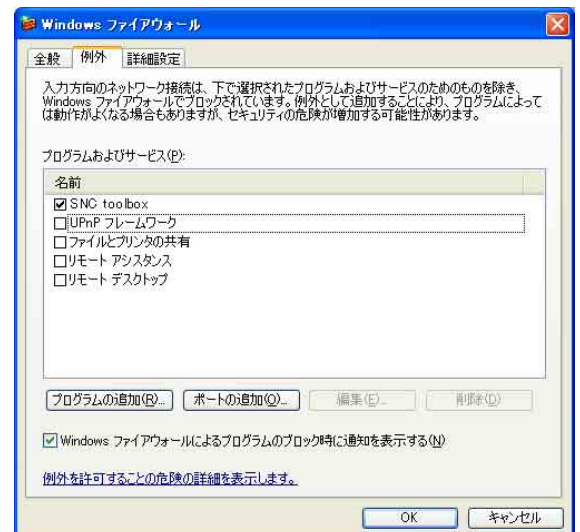 Windows ファイアウォール
全般
例外
詳細設定
入力方向のネットワーク接続は、下で選択されたプログラムおよびサービスのためのものを除き、
Windows ファイアウォールでブロックされています。例外として追加することにより、プログラムによって
は動作がよくなる場合もありますが、セキュリティの危険が増加する可能性があります。
プログラムおよびサービス(P):
名前
SNC toolbox
UPnP フレームワーク
ファイルとプリンタの共有
リモート アシスタンス
リモート デスクトップ
プログラムの追加(R)...
ポートの追加(O)...
編集(E)...
削除(D)
Windows ファイアウォールによるプログラムのブロック時に通知を表示する(N)
例外を許可することの危険の詳細を表示します。
OK
キャンセル